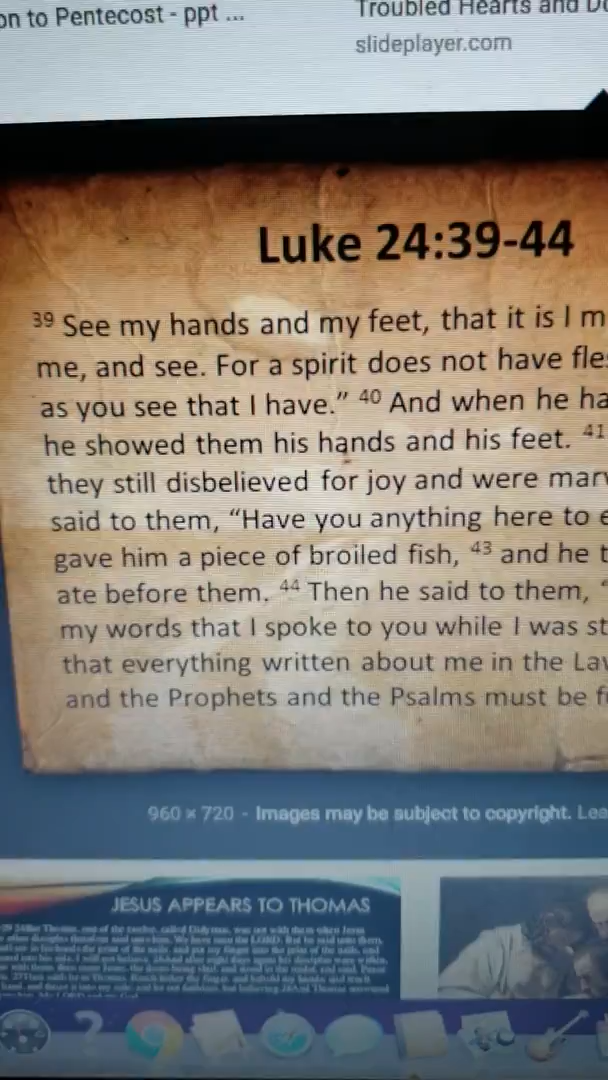 on to Pentecost - ppt ...
Troubled Hearts and
slideplayer.com
Luke 24:39-44
39 See my hands and my feet, that it is I m
me, and see. For a spirit does not have fle
as you see that I have.” 40 And when he ha
he showed them his hands and his feet. 41
they still disbelieved for joy and were mar
said to them, “Have you anything here to e
gave him a piece of broiled fish, 43 and he t
ate before them. 44 Then he said to them, “
my words that I spoke to you while I was st
that everything written about me in the Law
and the Prophets and the Psalms must be f
960 × 720 - Images may be subject to copyright. Lea
JESUS APPEARS TO THOMAS